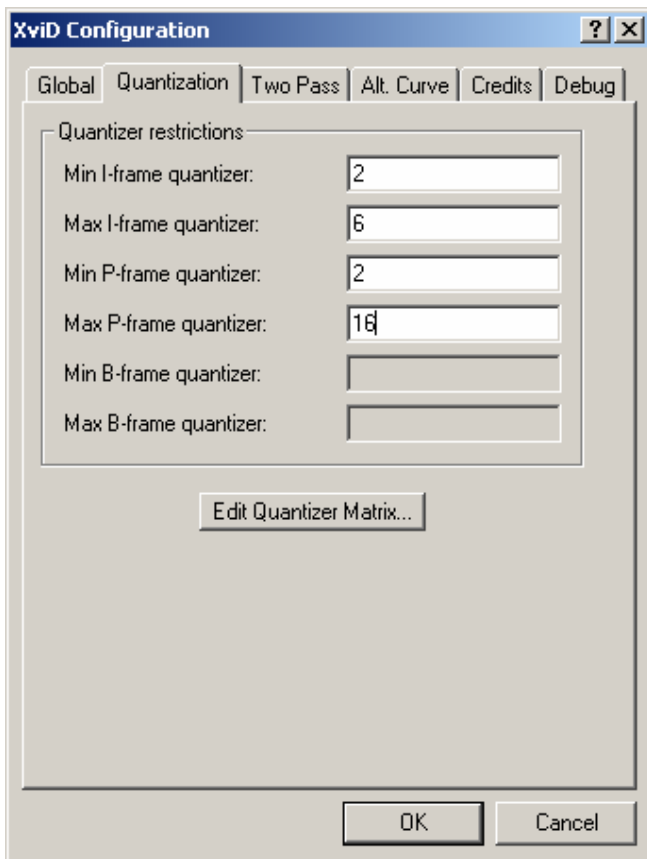 XviD Configuration
Global Quantization Two Pass Alt. Curve Credits Debug
Quantizer restrictions
Min I-frame quantizer: 2
Max I-frame quantizer: 6
Min P-frame quantizer: 2
Max P-frame quantizer: 16
Min B-frame quantizer:
Max B-frame quantizer:
Edit Quantizer Matrix...
OK Cancel